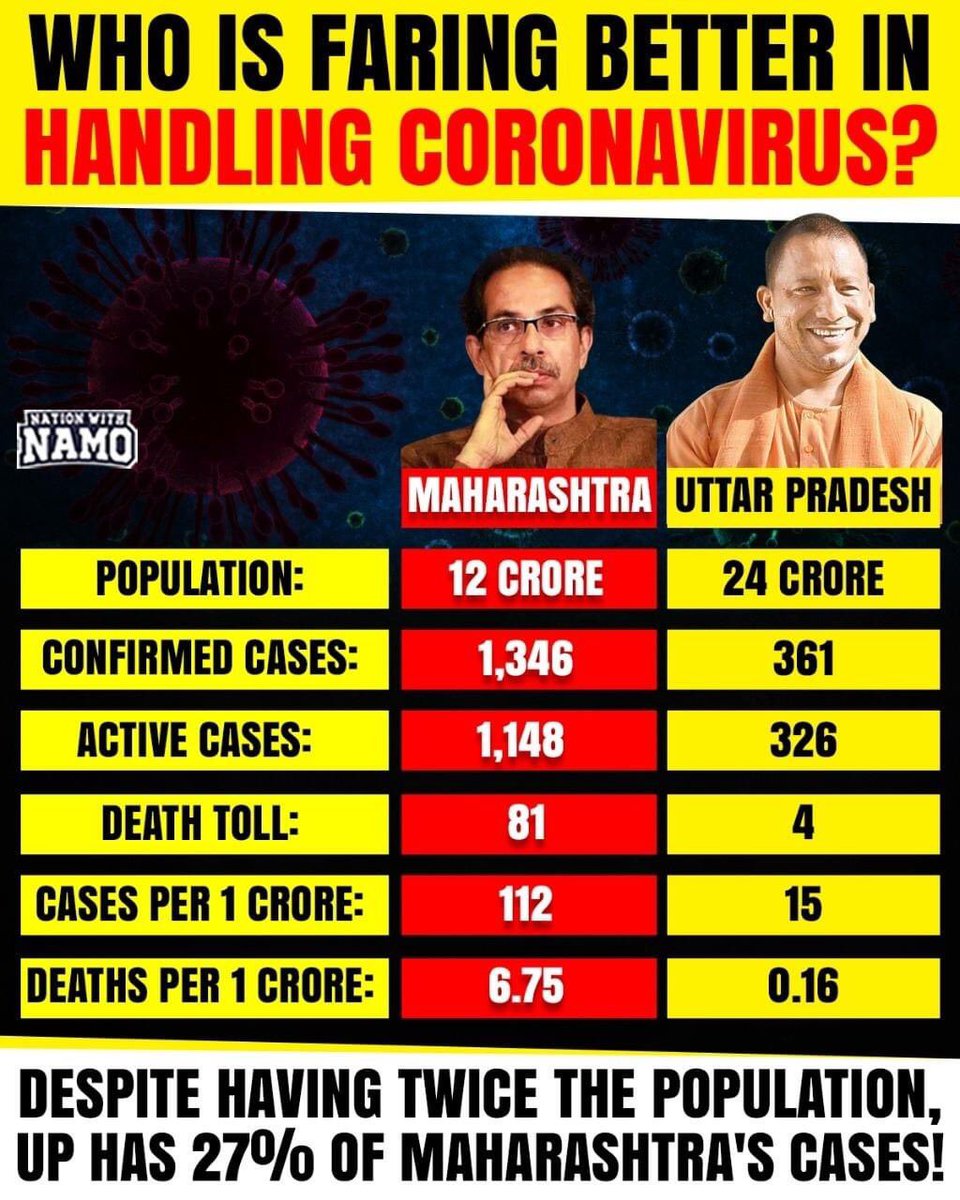 WHO IS FARING BETTER IN
HANDLING CORONAVIRUS?
NATION WITH
NAMO
MAHARASHTRA UTTAR PRADESH
POPULATION: 12 CRORE 24 CRORE
CONFIRMED CASES: 1,346 361
ACTIVE CASES: 1,148 326
DEATH TOLL: 81 4
CASES PER 1 CRORE: 112 15
DEATHS PER 1 CRORE: 6.75 0.16
DESPITE HAVING TWICE THE POPULATION,
UP HAS 27% OF MAHARASHTRA'S CASES!